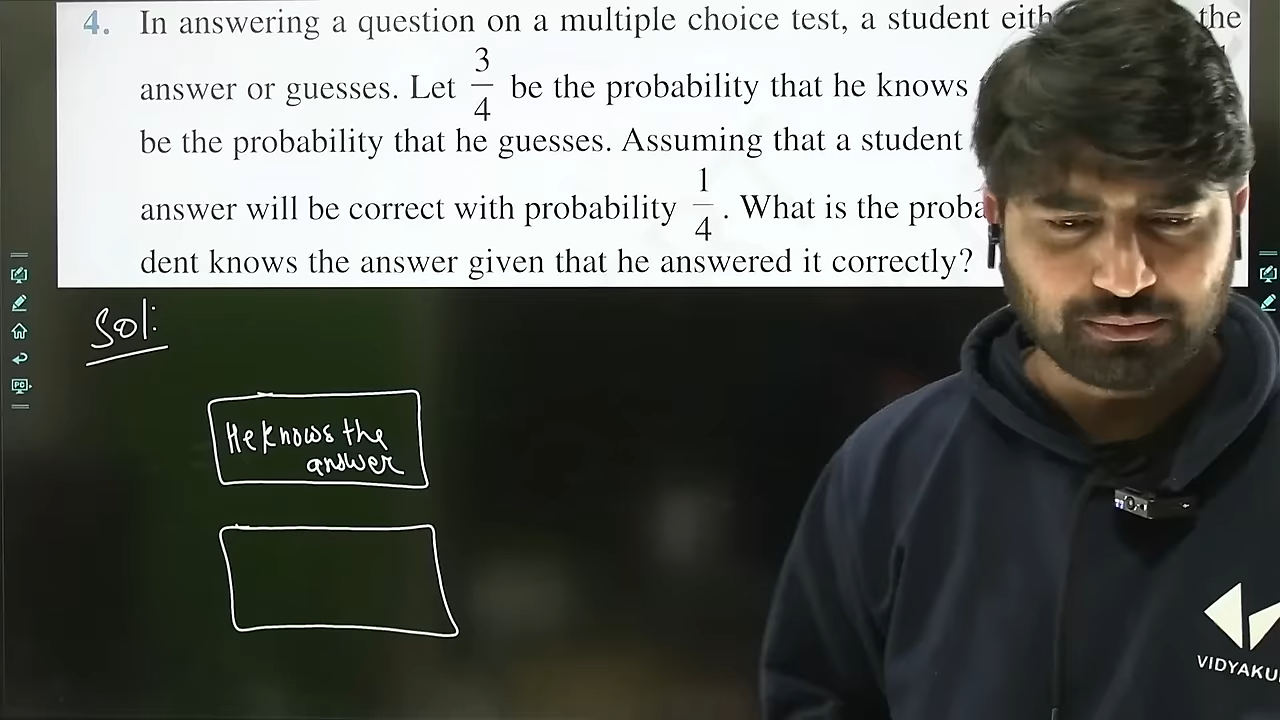 4. In answering a question on a multiple choice test, a student the
answer or guesses. Let 3/4 be the probability that he knows
be the probability that he guesses. Assuming that a student
answer will be correct with probability 1/4. What is the
dent knows the answer given that he answered it correctly?
Sol:
He knows the
answer
VIDYAKU